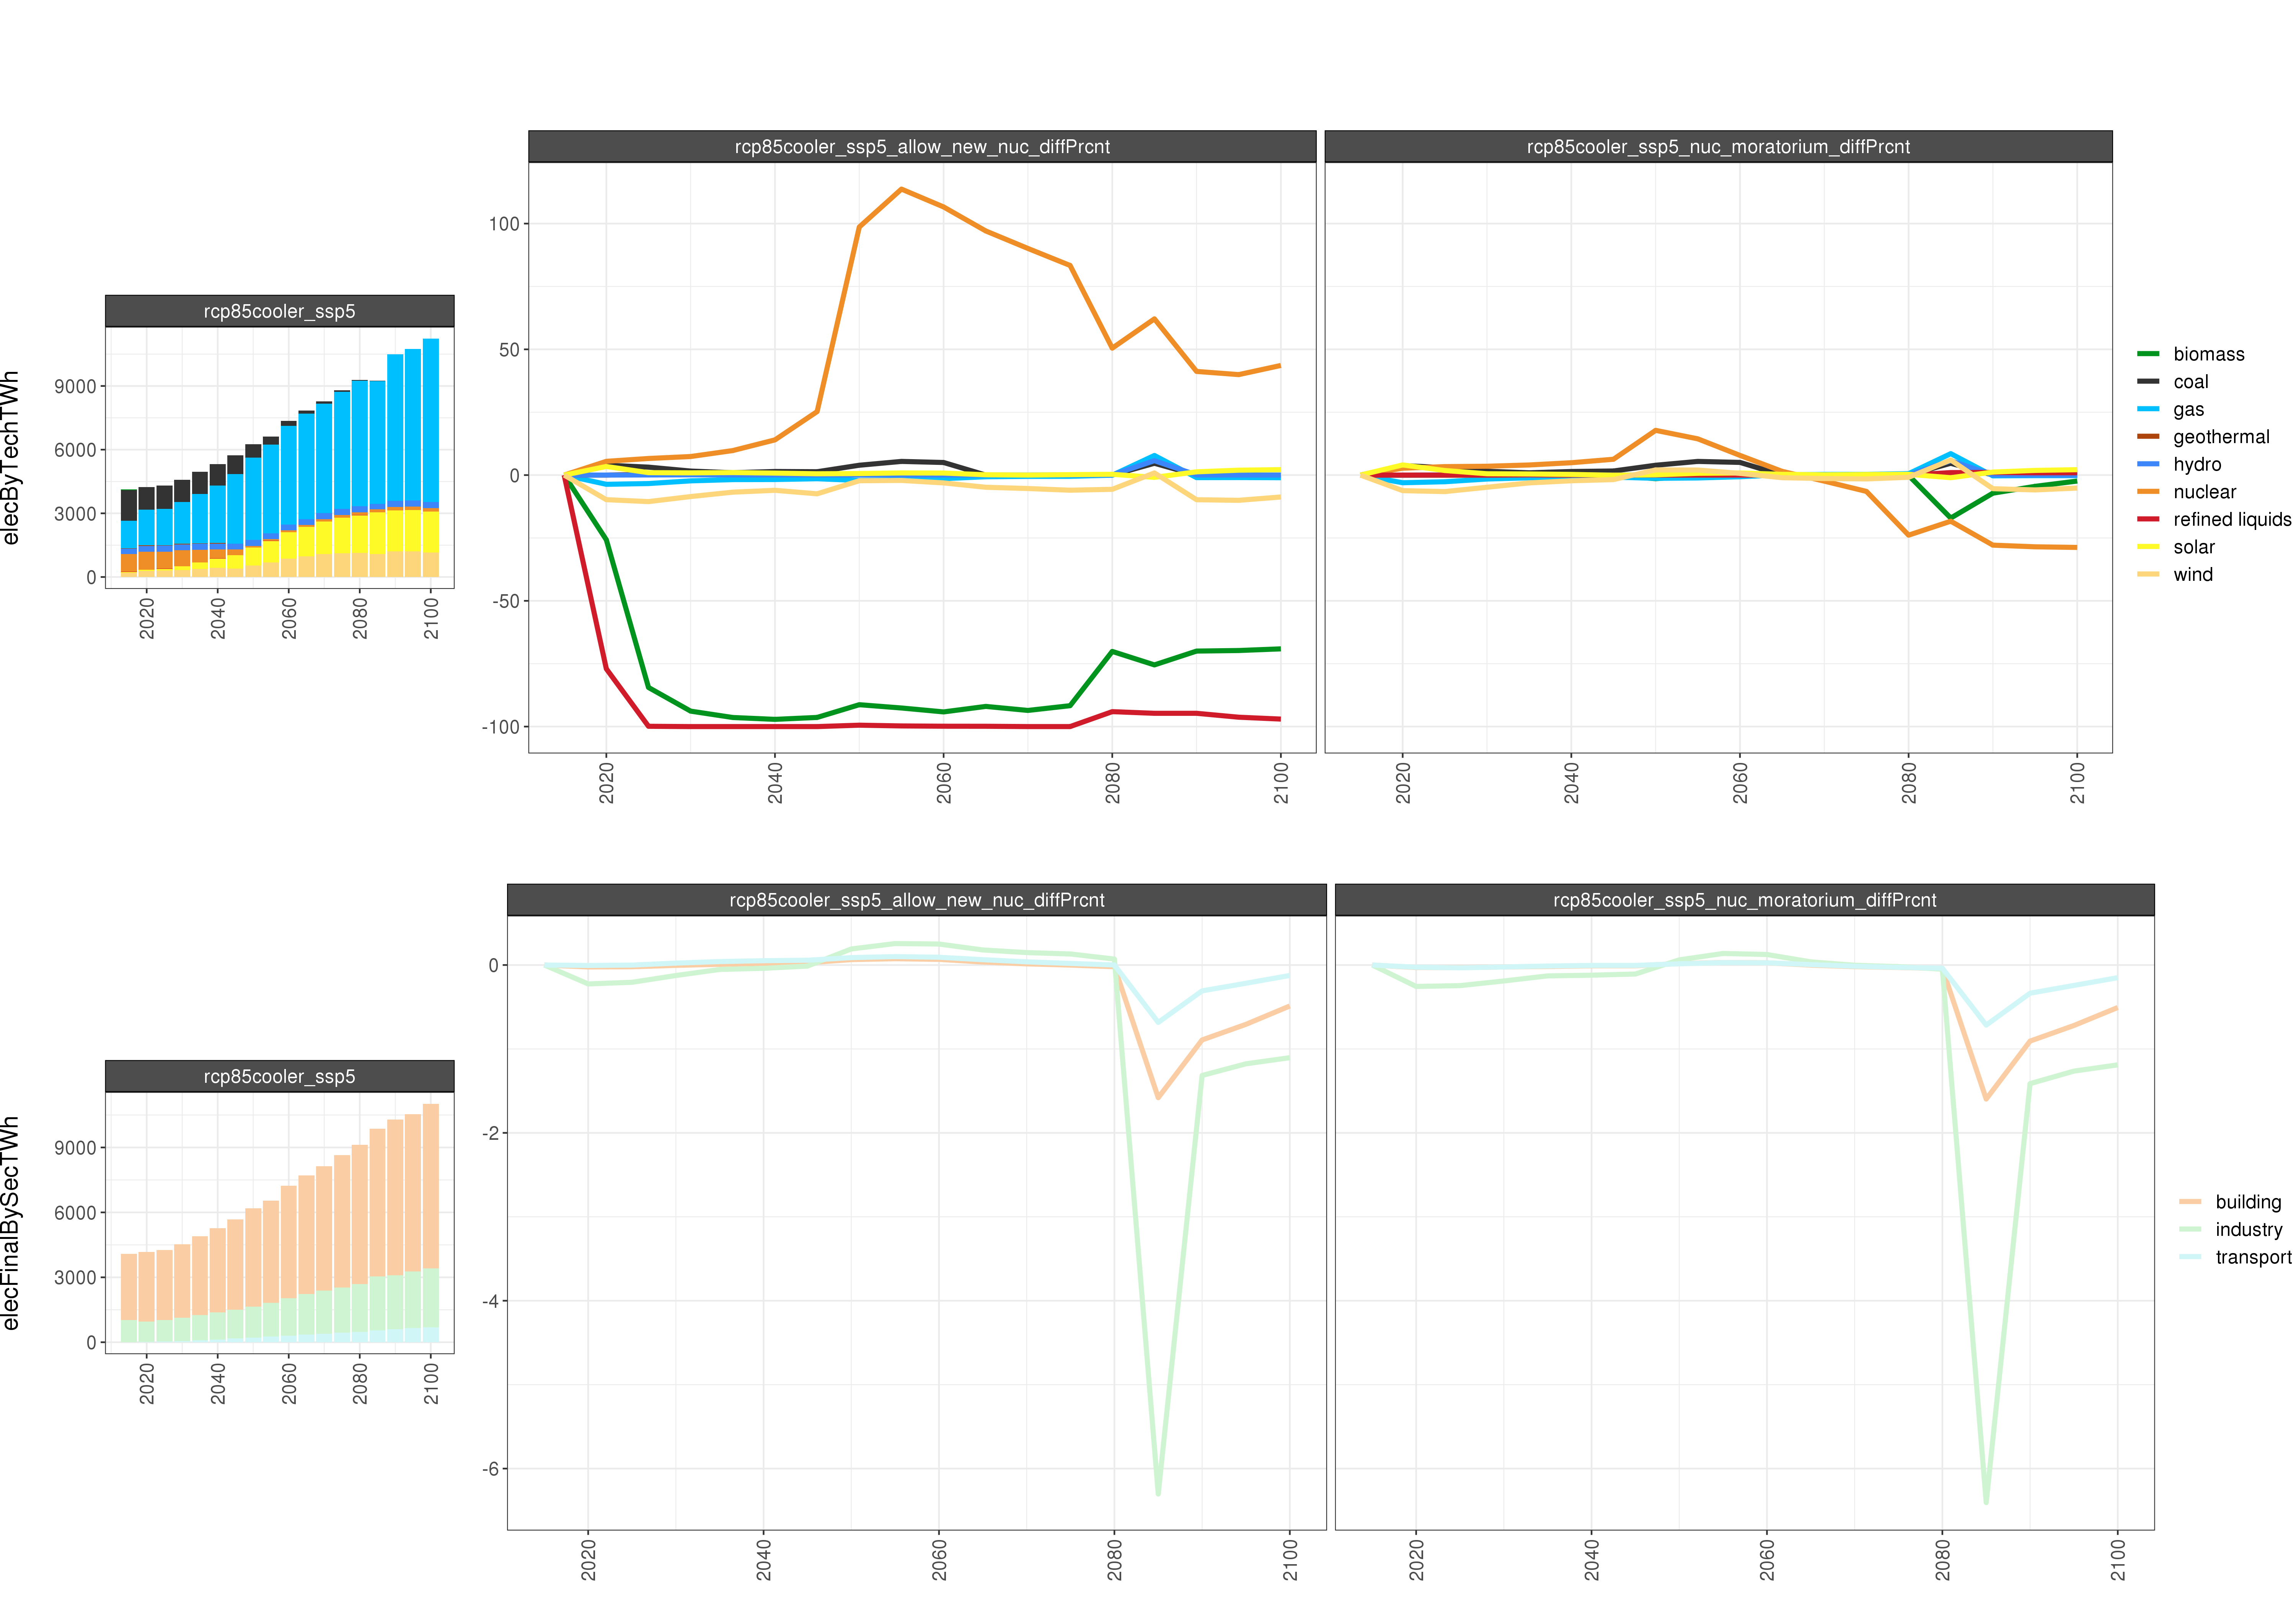 rcp85cooler_ssp5_allow_new_nuc_diffPrcnt
rcp85cooler_ssp5_nuc_moratorium_diffPrcnt
rcp85cooler_ssp5
elecByTechTWh
9000
6000
3000
0
2020
2040
2060
2080
2100
100
50
0
-50
-100
2020
2040
2060
2080
2100
2020
2040
2060
2080
2100
biomass
coal
gas
geothermal
hydro
nuclear
refined liquids
solar
wind
rcp85cooler_ssp5_allow_new_nuc_diffPrcnt
rcp85cooler_ssp5_nuc_moratorium_diffPrcnt
rcp85cooler_ssp5
elecFinalBySecTWh
9000
6000
3000
0
2020
2040
2060
2080
2100
0
-2
-4
-6
2020
2040
2060
2080
2100
2020
2040
2060
2080
2100
building
industry
transport